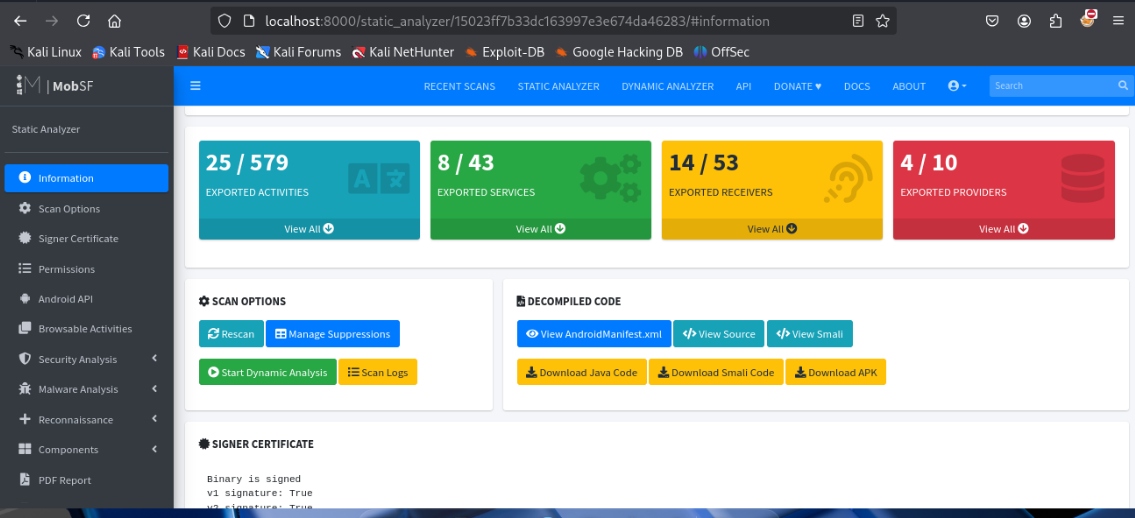 localhost:8000/static_analyzer/15023ff7b33dc163997e3e674da46283/#information
Kali Linux Kali Tools Kali Docs Kali Forums Kali NetHunter Exploit-DB Google Hacking DB OffSec
MobSF
RECENT SCANS STATIC ANALYZER DYNAMIC ANALYZER API DONATE ♥ DOCS ABOUT Search
Static Analyzer
Information
Scan Options
Signer Certificate
Permissions
Android API
Browsable Activities
Security Analysis
Malware Analysis
Reconnaissance
Components
PDF Report
25 / 579
EXPORTED ACTIVITIES
View All
8 / 43
EXPORTED SERVICES
View All
14 / 53
EXPORTED RECEIVERS
View All
4 / 10
EXPORTED PROVIDERS
View All
SCAN OPTIONS
Rescan Manage Suppressions
Start Dynamic Analysis Scan Logs
DECOMPILED CODE
View AndroidManifest.xml View Source View Smali
Download Java Code Download Smali Code Download APK
SIGNER CERTIFICATE
Binary is signed
v1 signature: True
v2 signature: True